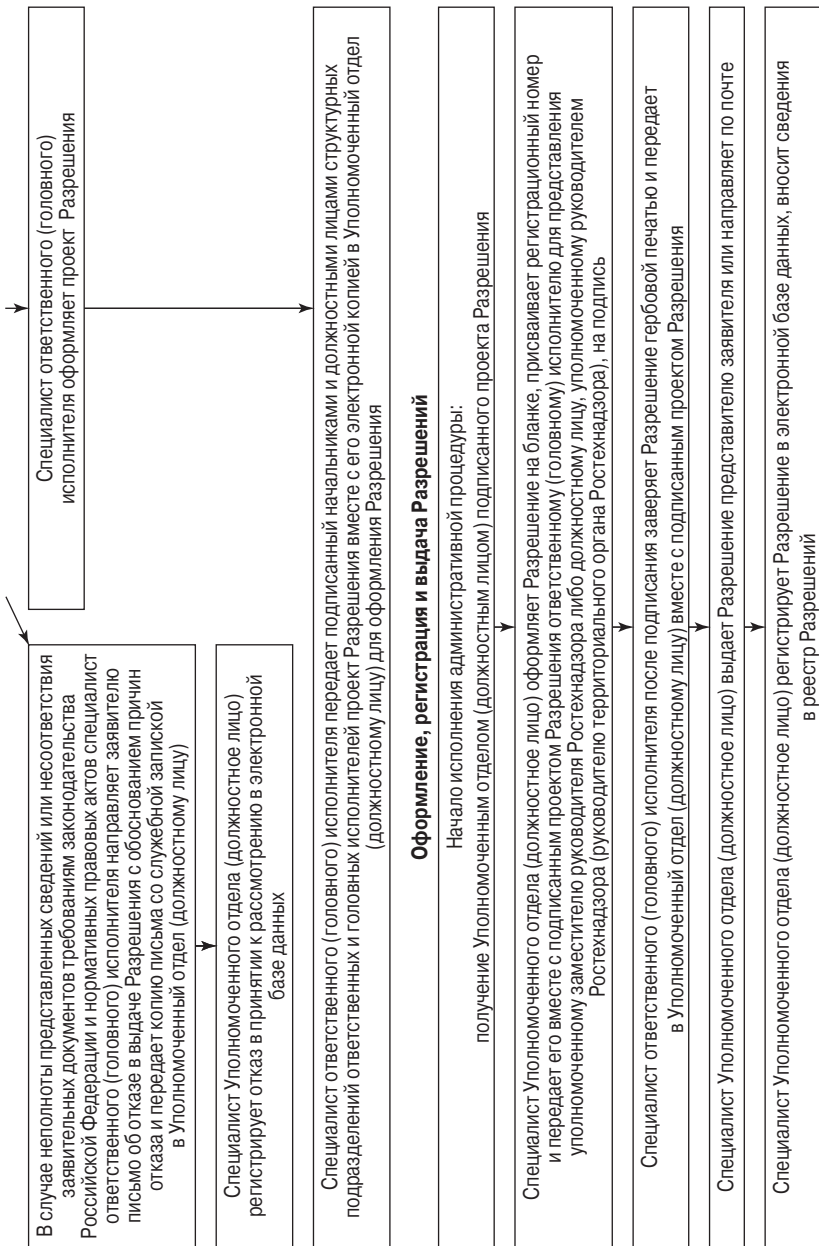 В случае неполноты представленных сведений или несоответствия
заявительных документов требованиям законодательства
Российской Федерации и нормативных правовых актов специалист
ответственного (головного) исполнителя направляет заявителю
письмо об отказе в выдаче Разрешения с обоснованием причин
отказа и передает копию письма со служебной запиской
в Уполномоченный отдел (должностному лицу)
Специалист ответственного (головного)
исполнителя оформляет проект Разрешения
Специалист Уполномоченного отдела (должностное лицо)
регистрирует отказ в принятии к рассмотрению в электронной
базе данных
Специалист ответственного (головного) исполнителя передает подписанный начальниками и должностными лицами структурных
подразделений ответственных и головных исполнителей проект Разрешения вместе с его электронной копией в Уполномоченный отдел
(должностному лицу) для оформления Разрешения
Оформление, регистрация и выдача Разрешений
Начало исполнения административной процедуры:
получение Уполномоченным отделом (должностным лицом) подписанного проекта Разрешения
Специалист Уполномоченного отдела (должностное лицо) оформляет Разрешение на бланке, присваивает регистрационный номер
и передает его вместе с подписанным проектом Разрешения ответственному (головному) исполнителю для представления
уполномоченному заместителю руководителя Ростехнадзора либо должностному лицу, уполномоченному руководителем
Ростехнадзора (руководителю территориального органа Ростехнадзора), на подпись
Специалист ответственного (головного) исполнителя после подписания заверяет Разрешение гербовой печатью и передает
в Уполномоченный отдел (должностному лицу) вместе с подписанным проектом Разрешения
Специалист Уполномоченного отдела (должностное лицо) выдает Разрешение представителю заявителя или направляет по почте
Специалист Уполномоченного отдела (должностное лицо) регистрирует Разрешение в электронной базе данных, вносит сведения
в реестр Разрешений